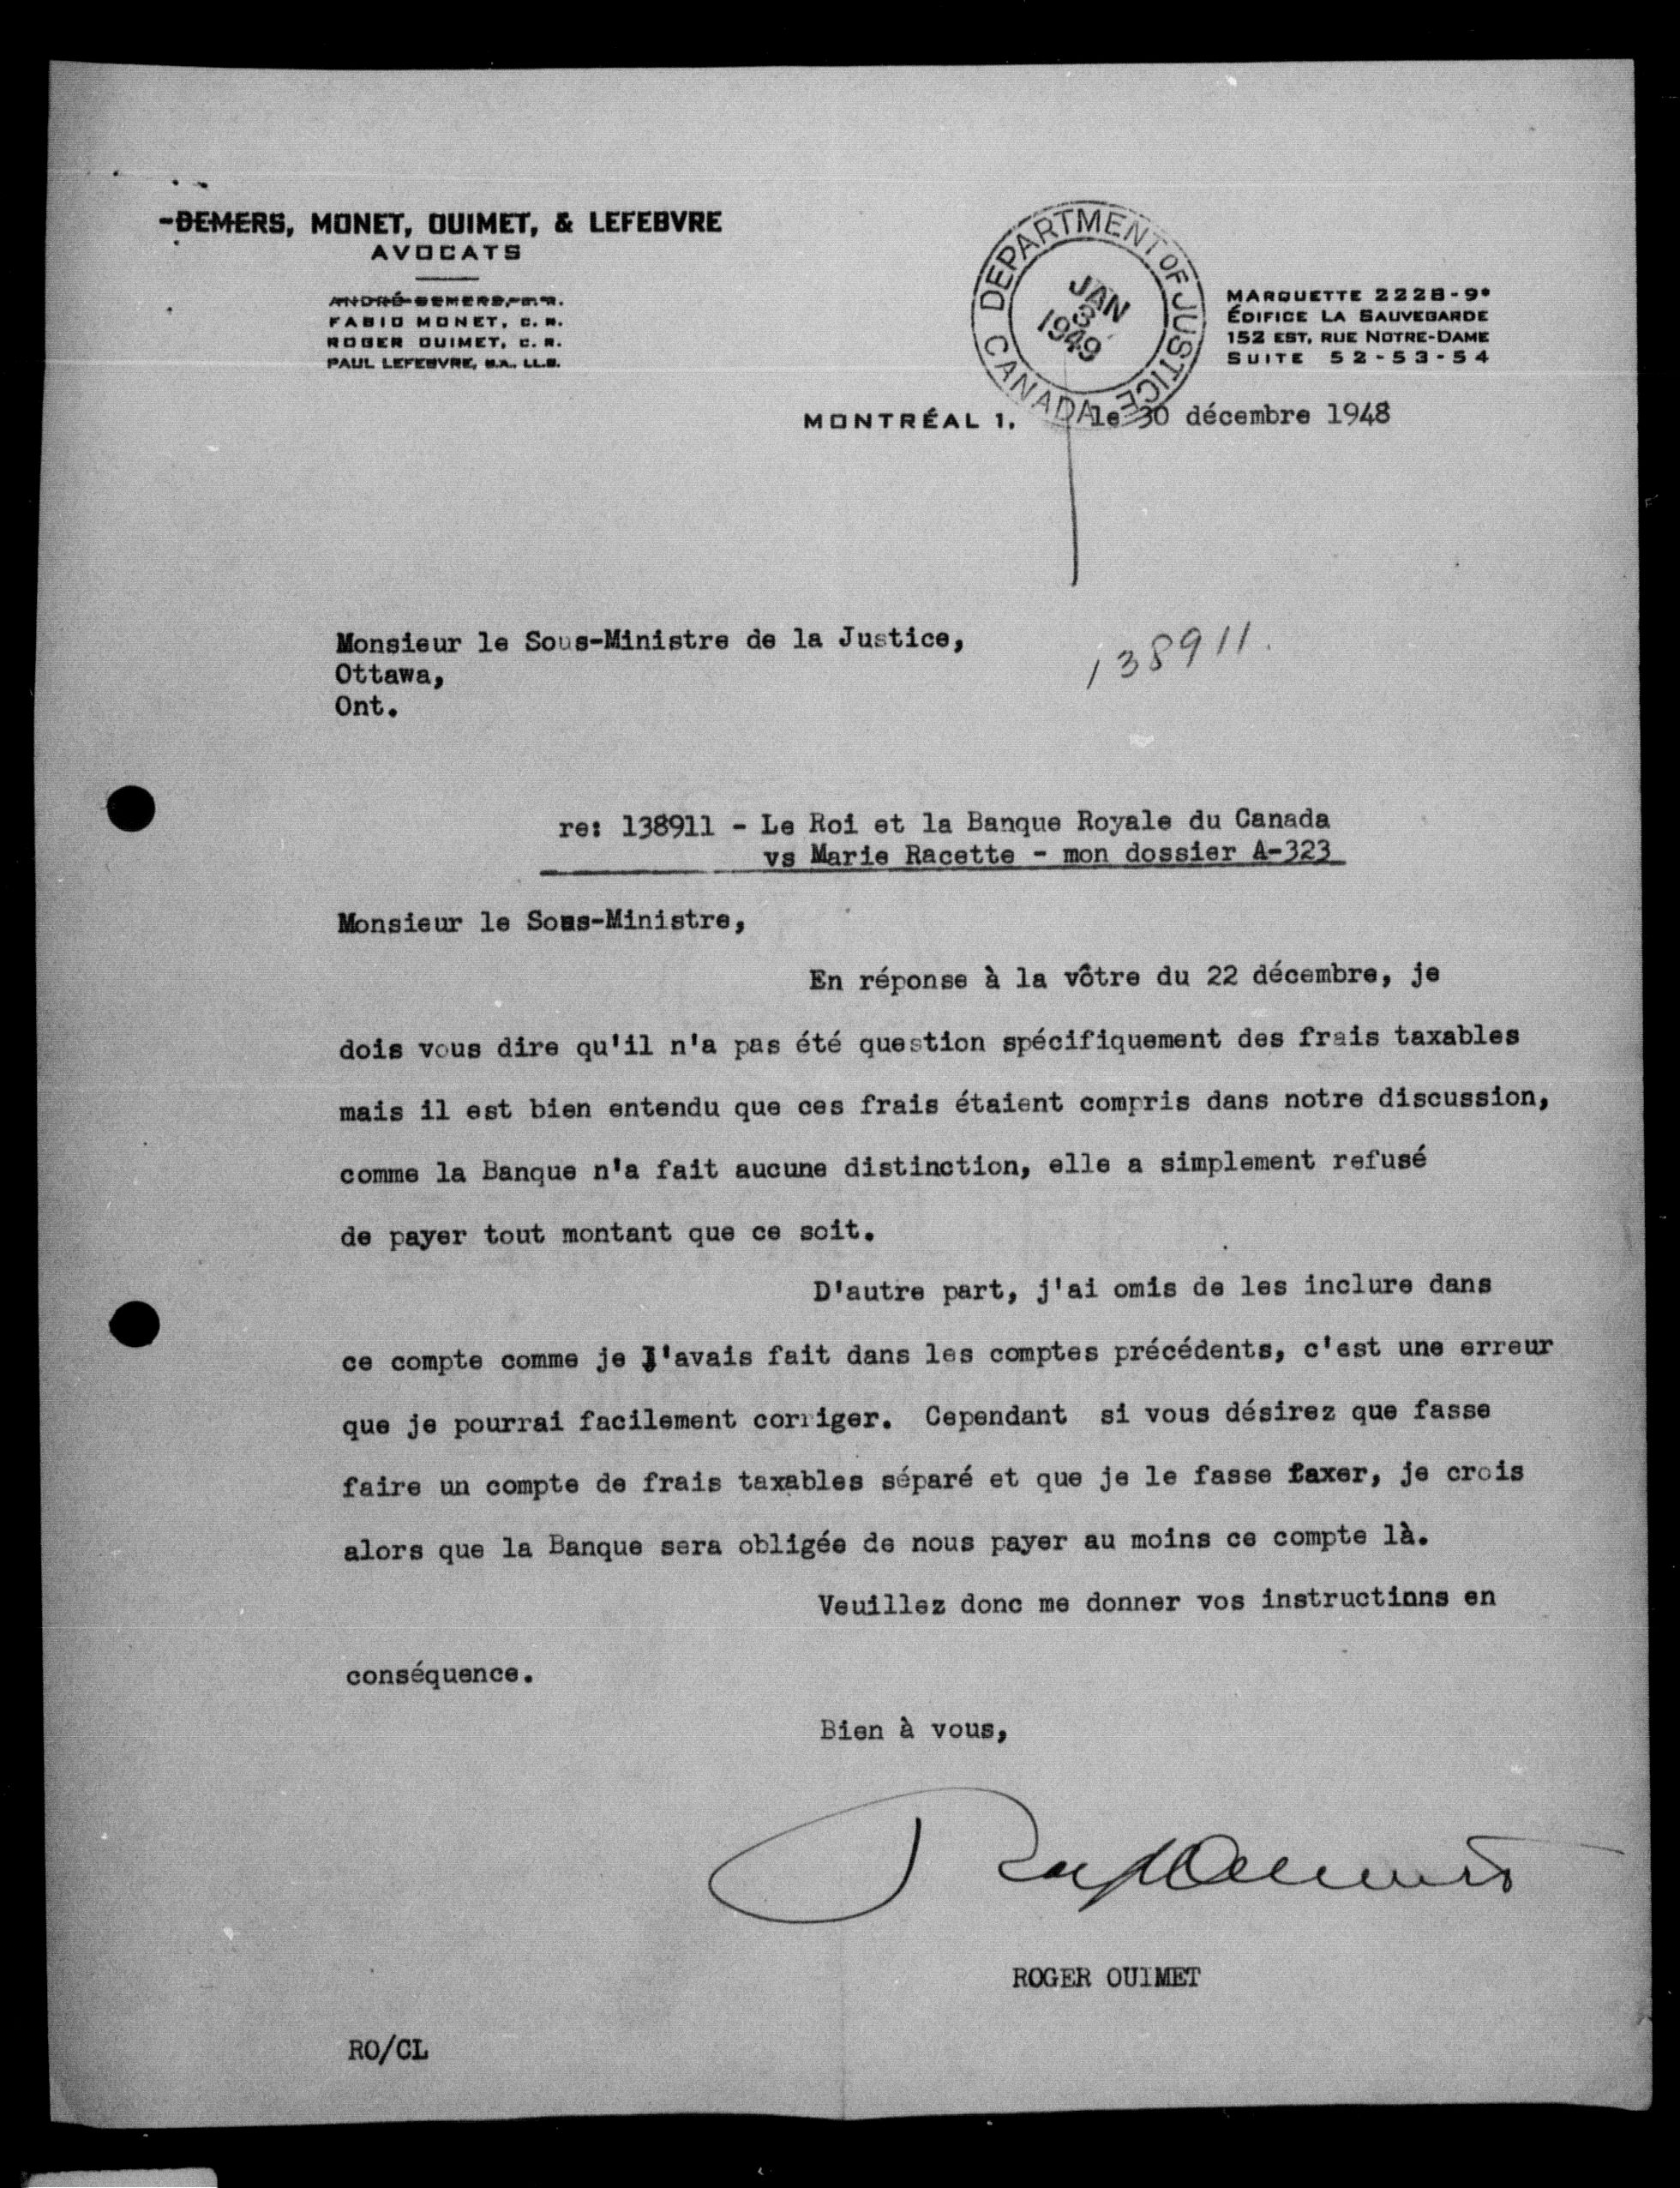 DEMERS, MONET, OUIMET, & LEFEBVRE
AVOCATS
ANDRÉ DEMERS, C.R.
FABIO MONET, C. R.
ROGER OUIMET, C. R.
PAUL LEFEBVRE, B.A., LL.B.
DEPARTMENT OF JUSTICE
CANADA
JAN
3
1949
MARQUETTE 2228-9*
ÉDIFICE LA SAUVEGARDE
152 EST, RUE NOTRE-DAME
SUITE 52-53-54
MONTRÉAL 1, le 30 décembre 1948
Monsieur le Sous-Ministre de la Justice,
Ottawa,
Ont.
138911.
re: 138911 - Le Roi et la Banque Royale du Canada
vs Marie Racette - mon dossier A-323
Monsieur le Sous-Ministre,
En réponse à la vôtre du 22 décembre, je
dois vous dire qu'il n'a pas été question spécifiquement des frais taxables
mais il est bien entendu que ces frais étaient compris dans notre discussion,
comme la Banque n'a fait aucune distinction, elle a simplement refusé
de payer tout montant que ce soit.
D'autre part, j'ai omis de les inclure dans
ce compte comme je l'avais fait dans les comptes précédents, c'est une erreur
que je pourrai facilement corriger. Cependant si vous désirez que fasse
faire un compte de frais taxables séparé et que je le fasse taxer, je crois
alors que la Banque sera obligée de nous payer au moins ce compte là.
Veuillez donc me donner vos instructinns en
conséquence.
Bien à vous,
ROGER OUIMET
RO/CL